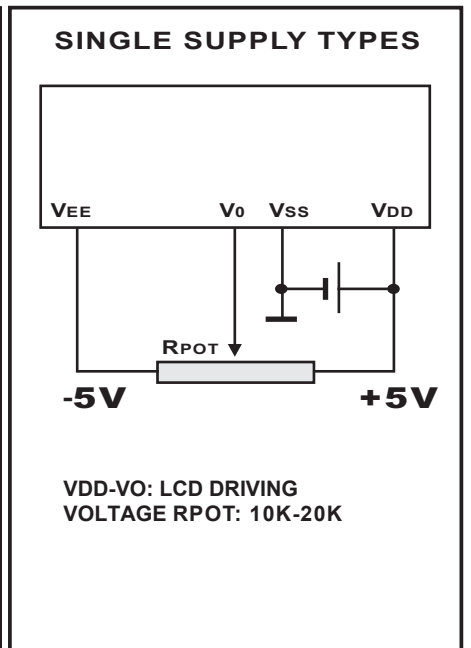 SINGLE SUPPLY TYPES
VEE V0 VSS VDD
RPOT
-5V +5V
VDD-VO: LCD DRIVING
VOLTAGE RPOT: 10K-20K